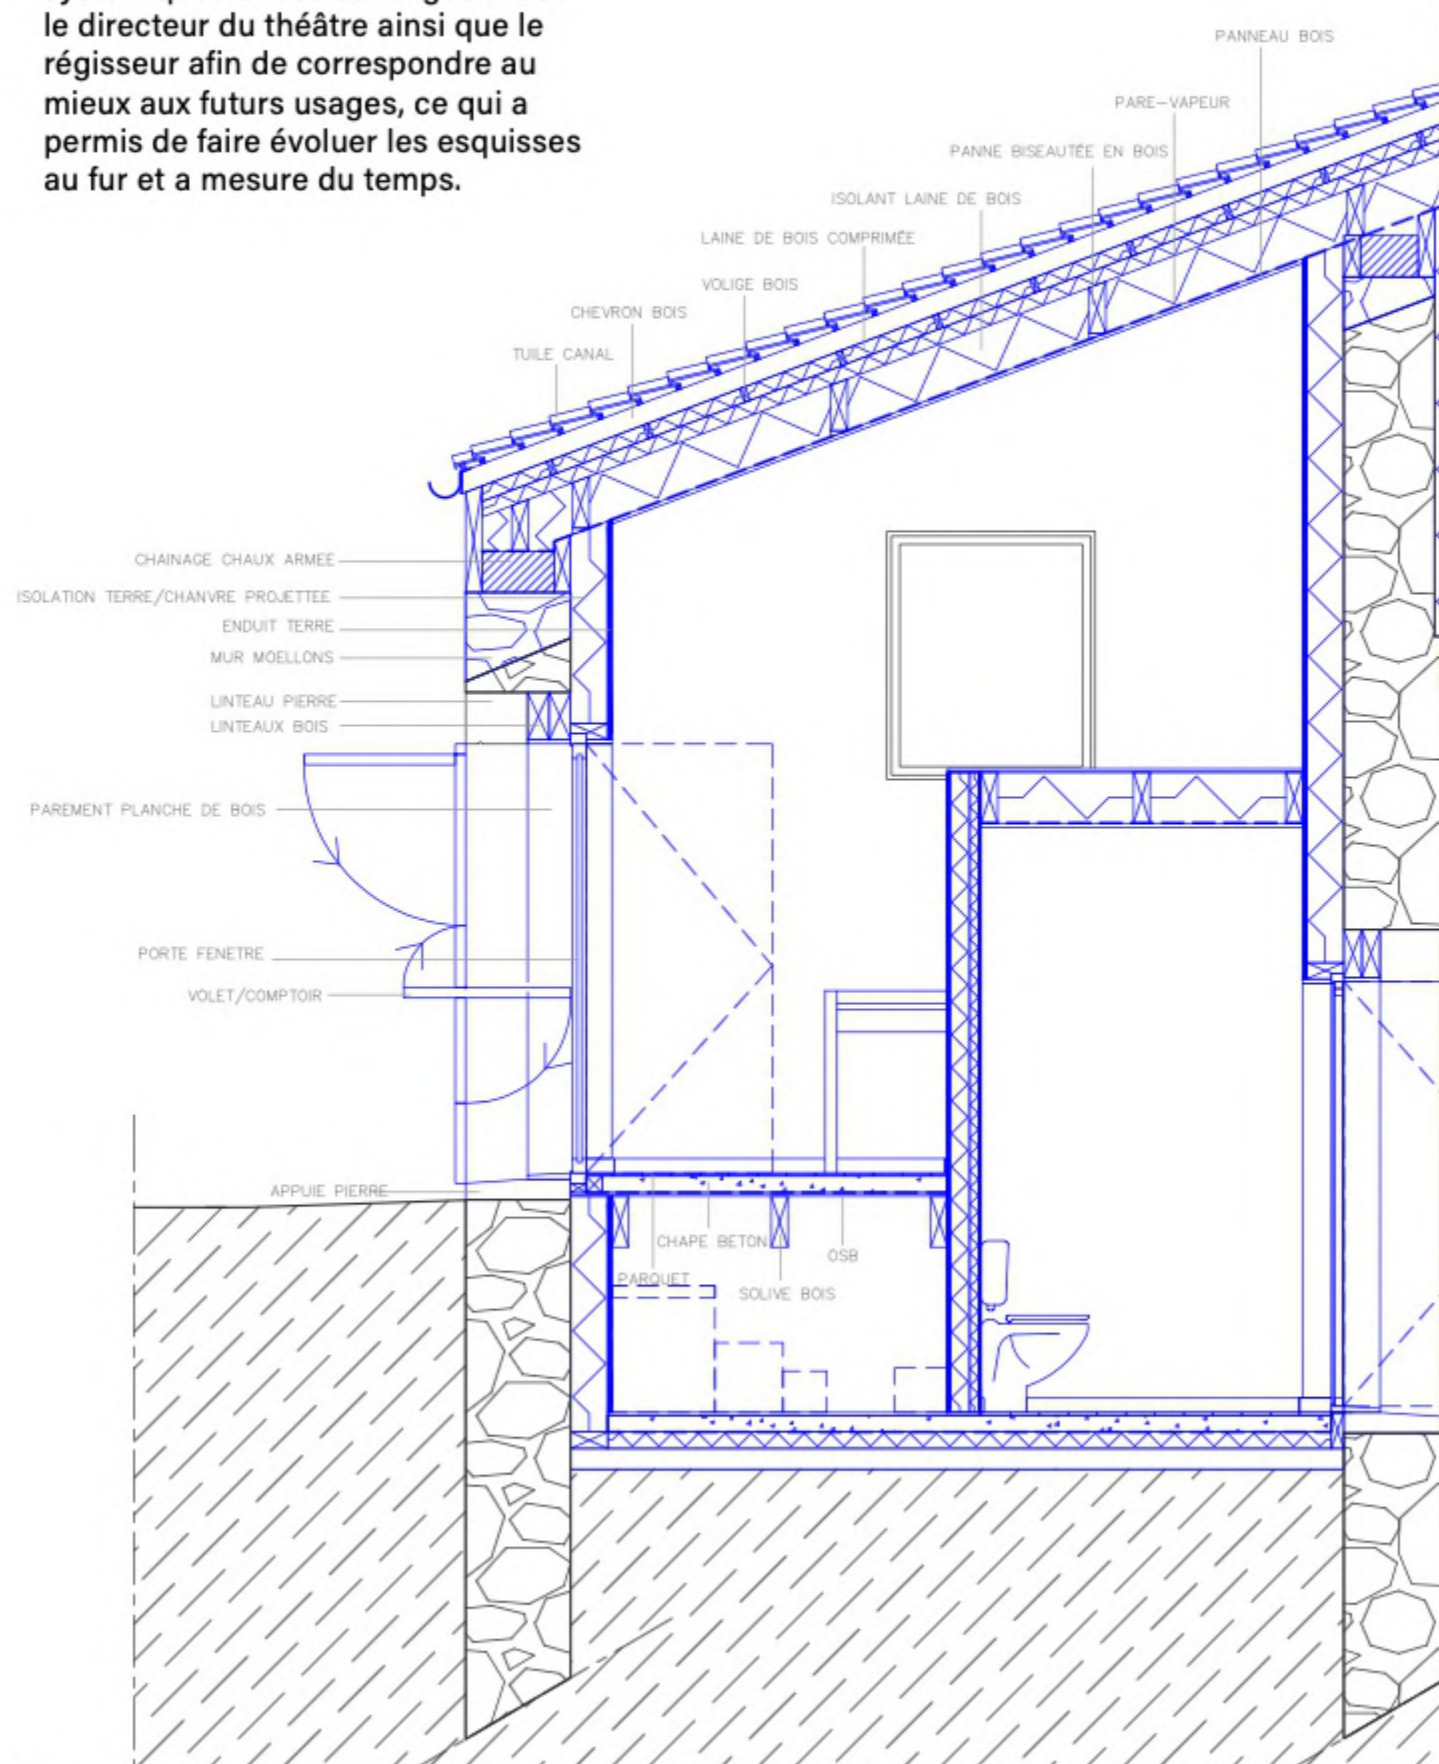 le directeur du théâtre ainsi que le
régisseur afin de correspondre au
mieux aux futurs usages, ce qui a
permis de faire évoluer les esquisses
au fur et a mesure du temps.
PANNEAU BOIS
PARE-VAPEUR
PANNE BISEAUTÉE EN BOIS
ISOLANT LAINE DE BOIS
LAINE DE BOIS COMPRIMÉE
VOLIGE BOIS
CHEVRON BOIS
TUILE CANAL
CHAINAGE CHAUX ARMEE
ISOLATION TERRE/CHANVRE PROJETTEE
ENDUIT TERRE
MUR MOELLONS
LINTEAU PIERRE
LINTEAUX BOIS
PAREMENT PLANCHE DE BOIS
PORTE FENETRE
VOLET/COMPTOIR
APPUIE PIERRE
CHAPE BETON
OSB
PARQUET
SOLIVE BOIS